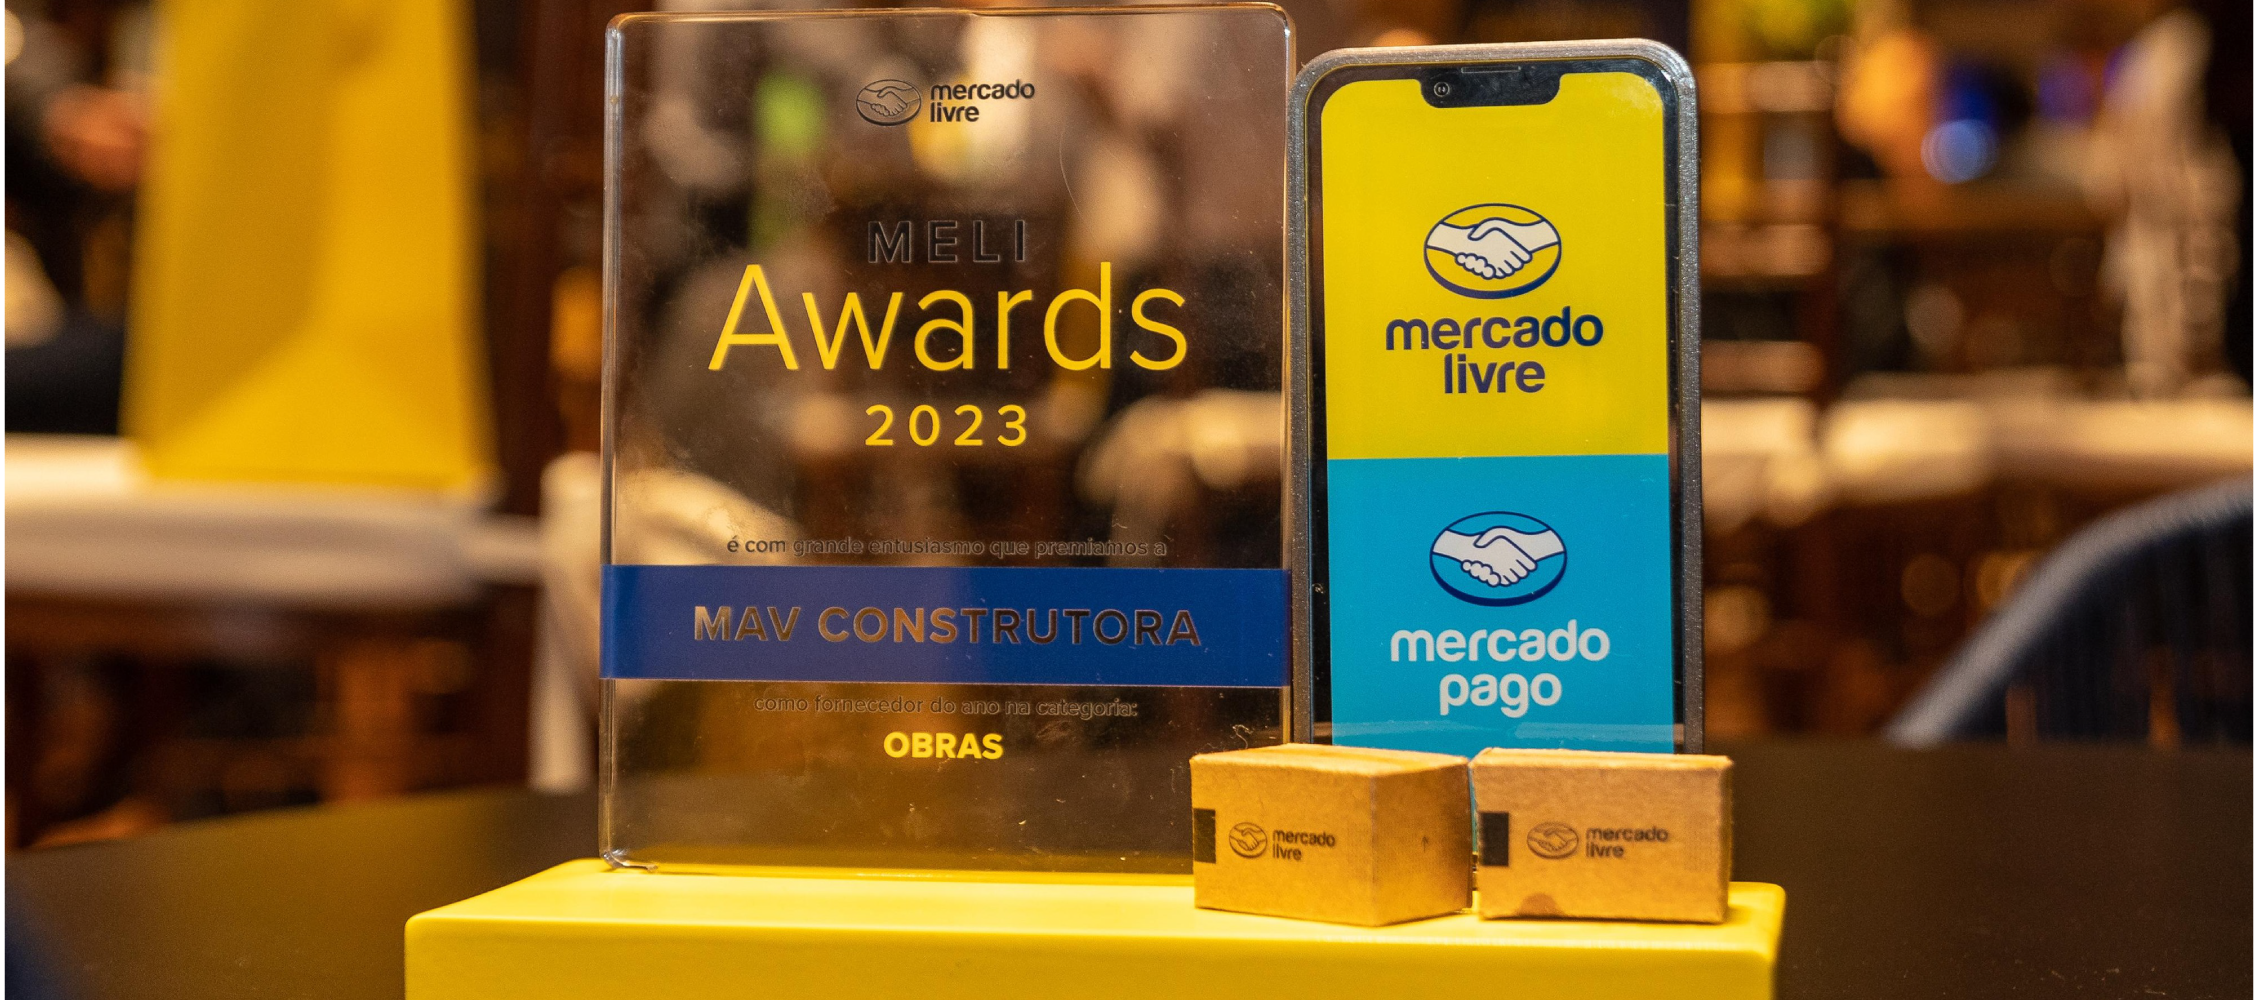 mercado
livre
MELI
Awards
2023
é com grande entusiasmo que premiamos a
MAV CONSTRUTORA
como fornecedor do ano na categoria:
OBRAS
mercado
livre
mercado
pago
mercado
livre
mercado
livre